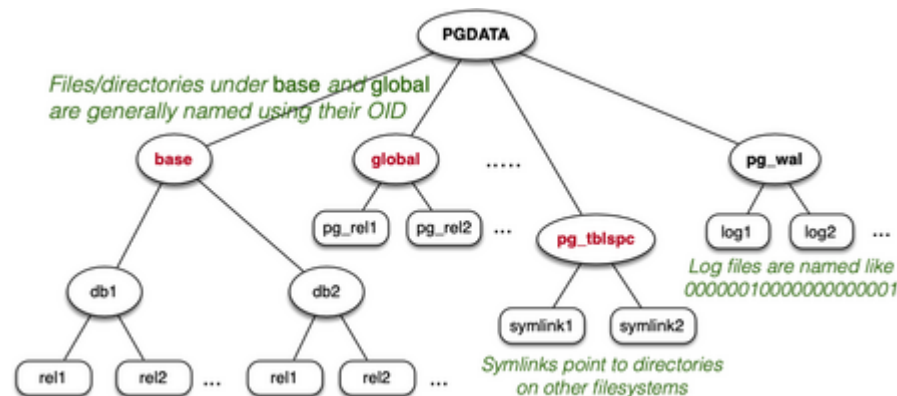 PGDATA
Files/directories under base and global
are generally named using their OID
base
global
.....
pg_wal
pg_rel1
pg_rel2
...
pg_tblspc
log1
log2
...
Log files are named like
00000010000000000001
db1
db2
symlink1
symlink2
rel1
rel2
...
rel1
rel2
...
Symlinks point to directories
on other filesystems